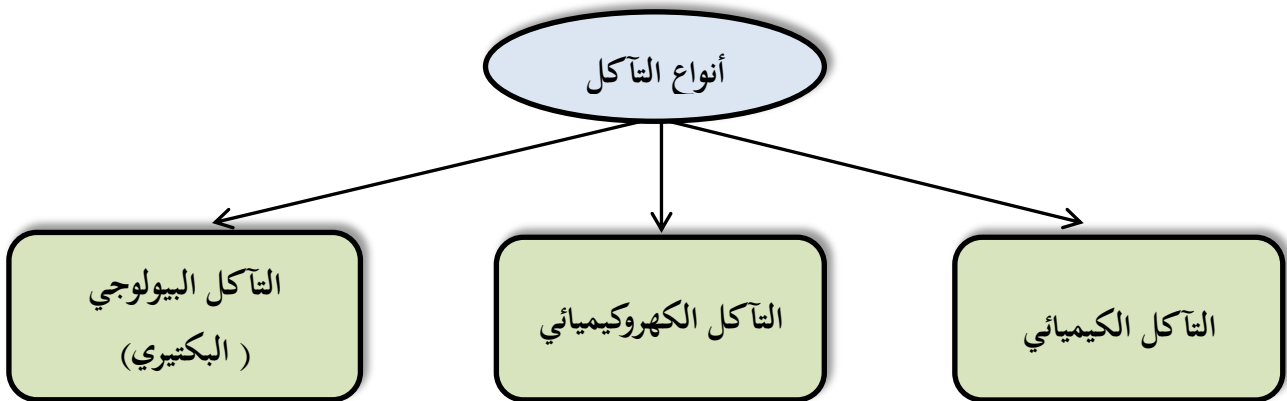 أنواع التآكل
التآكل الكيميائي
التآكل الكهروكيميائي
التآكل البيولوجي
( البكتيري)